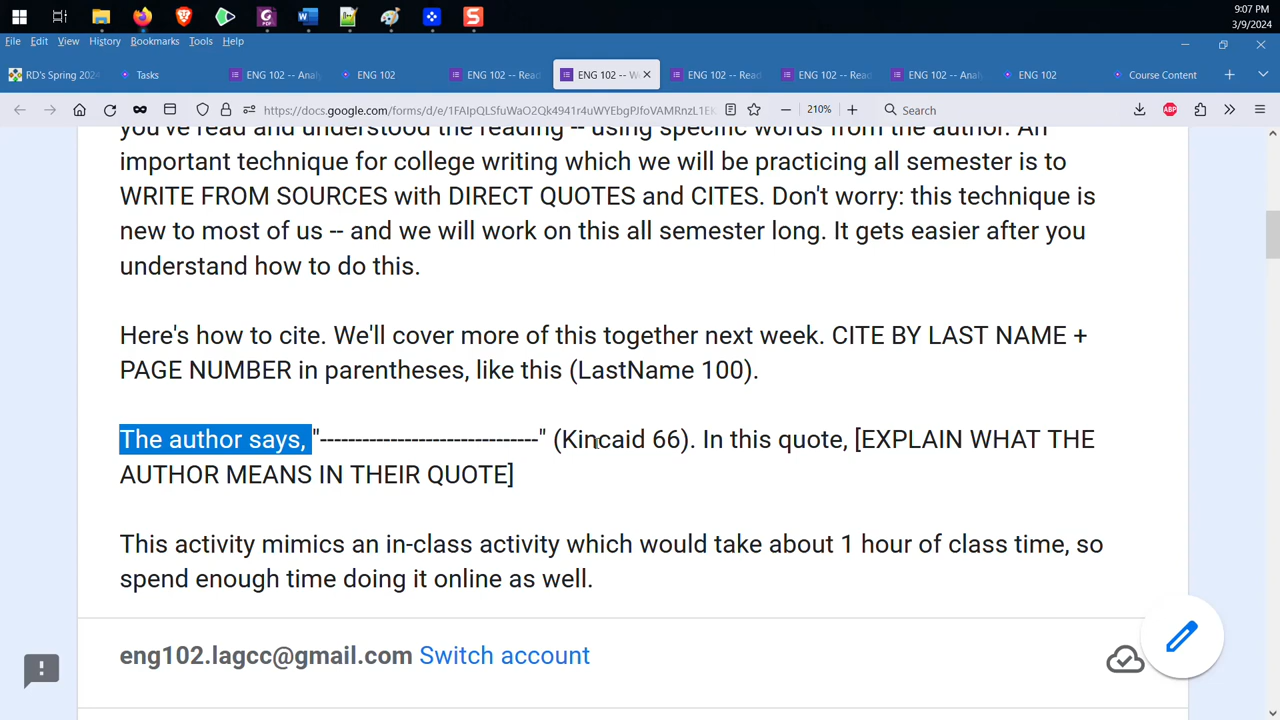 9:07 PM
3/9/2024
File Edit View History Bookmarks Tools Help
RD's Spring 2024
Tasks
ENG 102 -- Analy
ENG 102
ENG 102 -- Read
ENG 102 -- W
ENG 102 -- Read
ENG 102 -- Read
ENG 102 -- Analy
ENG 102
Course Content
https://docs.google.com/forms/d/e/
210%
Search
ABP
you've read and understood the reading -- using specific words from the author. An
important technique for college writing which we will be practicing all semester is to
WRITE FROM SOURCES with DIRECT QUOTES and CITES. Don't worry: this technique is
new to most of us -- and we will work on this all semester long. It gets easier after you
understand how to do this.
Here's how to cite. We'll cover more of this together next week. CITE BY LAST NAME +
PAGE NUMBER in parentheses, like this (LastName 100).
The author says, "-------------------------------" (Kincaid 66). In this quote, [EXPLAIN WHAT THE
AUTHOR MEANS IN THEIR QUOTE]
This activity mimics an in-class activity which would take about 1 hour of class time, so
spend enough time doing it online as well.
eng102.lagcc@gmail.com Switch account